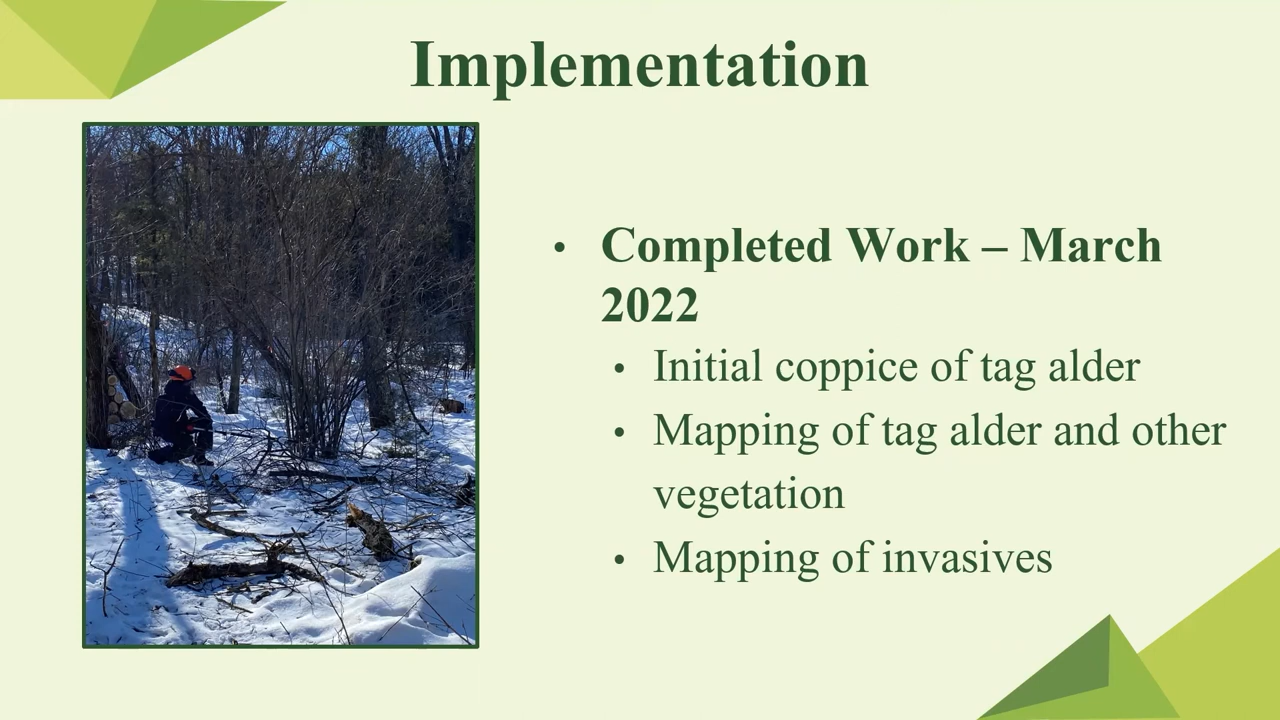 Implementation
• Completed Work – March
2022
• Initial coppice of tag alder
• Mapping of tag alder and other
vegetation
• Mapping of invasives